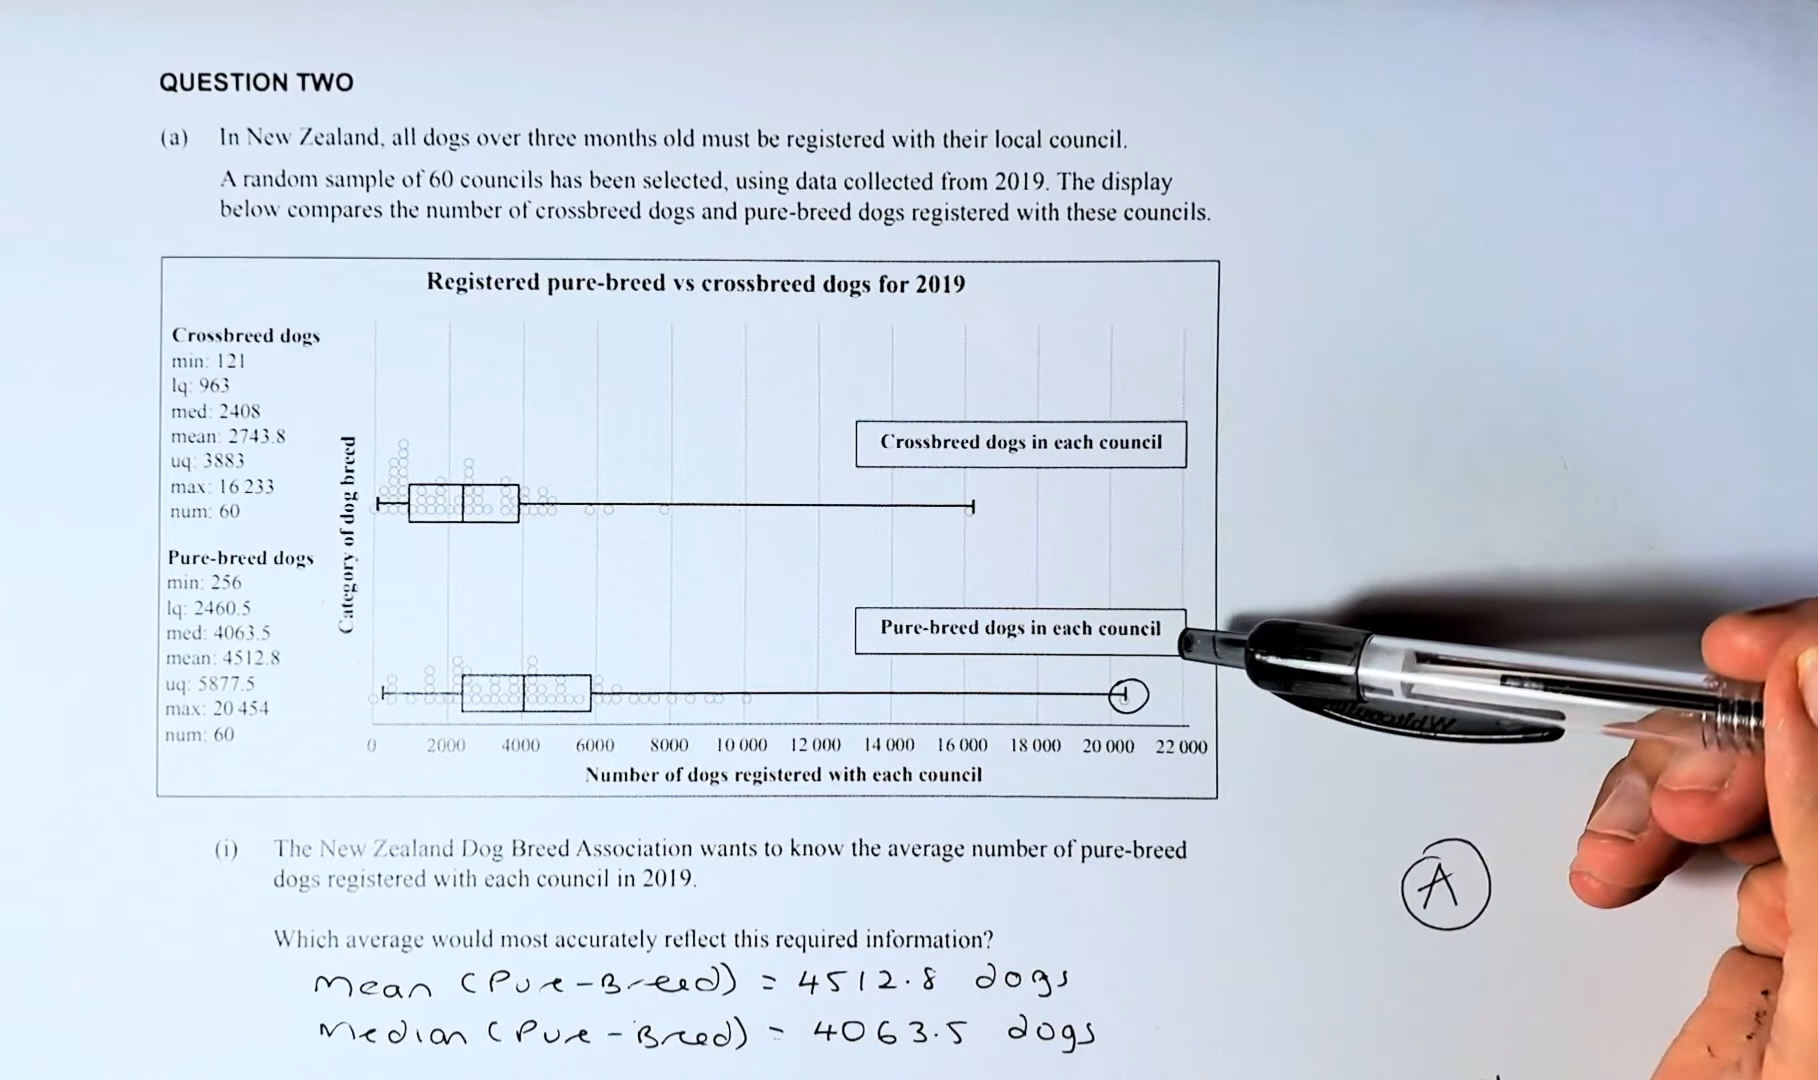 QUESTION TWO
(a) In New Zealand, all dogs over three months old must be registered with their local council.
A random sample of 60 councils has been selected, using data collected from 2019. The display
below compares the number of crossbreed dogs and pure-breed dogs registered with these councils.
Registered pure-breed vs crossbreed dogs for 2019
Crossbreed dogs
min: 121
lq: 963
med: 2408
mean: 2743.8
uq: 3883
max: 16 233
num: 60
Pure-breed dogs
min: 256
lq: 2460.5
med: 4063.5
mean: 4512.8
uq: 5877.5
max: 20 454
num: 60
Category of dog breed
Crossbreed dogs in each council
Pure-breed dogs in each council
0 2000 4000 6000 8000 10 000 12 000 14 000 16 000 18 000 20 000 22 000
Number of dogs registered with each council
(i) The New Zealand Dog Breed Association wants to know the average number of pure-breed
dogs registered with each council in 2019.
Which average would most accurately reflect this required information?
Mean (Pure-Breed) = 4512.8 dogs
Median (Pure-Breed) = 4063.5 dogs
A